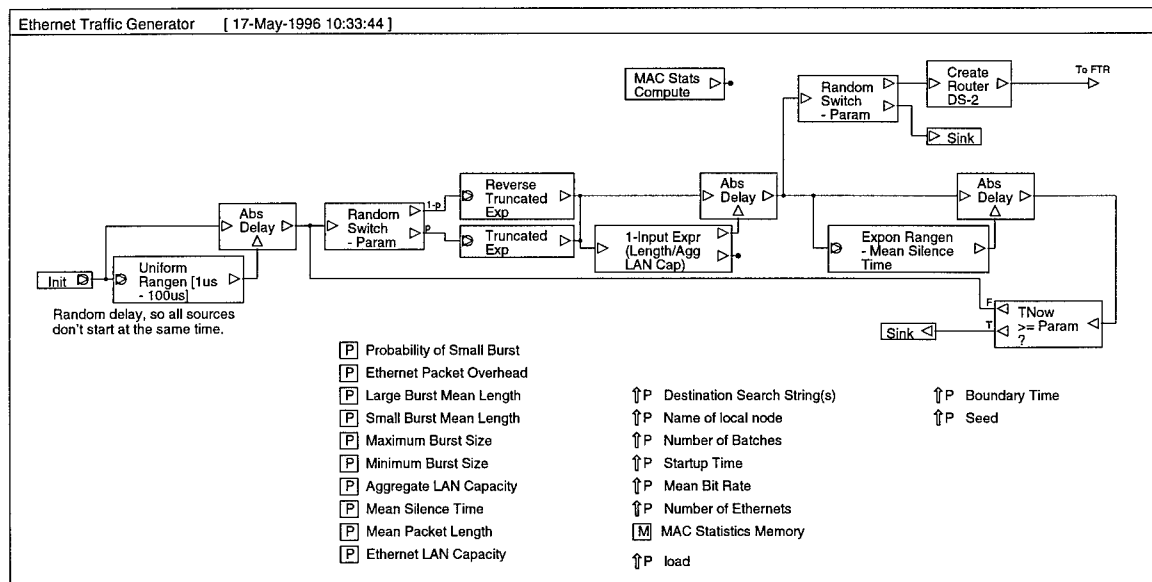 Ethernet Traffic Generator [ 17-May-1996 10:33:44 ]
MAC Stats
Compute
Random
Switch
- Param
Create
Router
DS-2
To FTR
Sink
Abs
Delay
Random
Switch
- Param
1-p
p
Reverse
Truncated
Exp
Truncated
Exp
1-Input Expr
(Length/Agg
LAN Cap)
Abs
Delay
Abs
Delay
Expon Rangen
- Mean Silence
Time
Init
Uniform
Rangen [1us
- 100us]
Random delay, so all sources
don't start at the same time.
F
T
TNow
>= Param
?
Sink
P Probability of Small Burst
P Ethernet Packet Overhead
P Large Burst Mean Length
P Small Burst Mean Length
P Maximum Burst Size
P Minimum Burst Size
P Aggregate LAN Capacity
P Mean Silence Time
P Mean Packet Length
P Ethernet LAN Capacity
⇧P Destination Search String(s)
⇧P Name of local node
⇧P Number of Batches
⇧P Startup Time
⇧P Mean Bit Rate
⇧P Number of Ethernets
M MAC Statistics Memory
⇧P load
⇧P Boundary Time
⇧P Seed